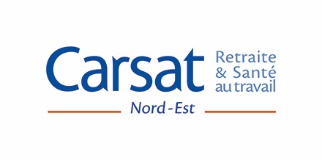 Carsat
Retraite
& Santé
au travail
Nord-Est